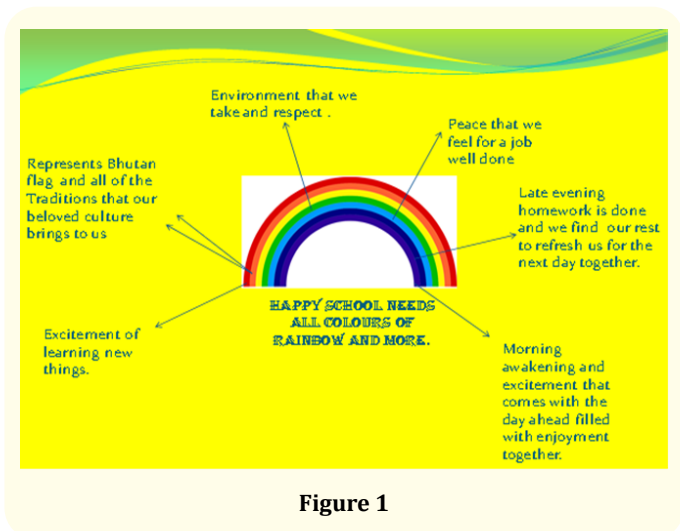 Environment that we
take and respect .
Peace that we
feel for a job
well done
Represents Bhutan
flag and all of the
Traditions that our
beloved culture
brings to us
Late evening
homework is done
and we find our rest
to refresh us for the
next day together.
HAPPY SCHOOL NEEDS
ALL COLOURS OF
RAINBOW AND MORE.
Excitement of
learning new
things.
Morning
awakening and
excitement that
comes with the
day ahead filled
with enjoyment
together.
Figure 1